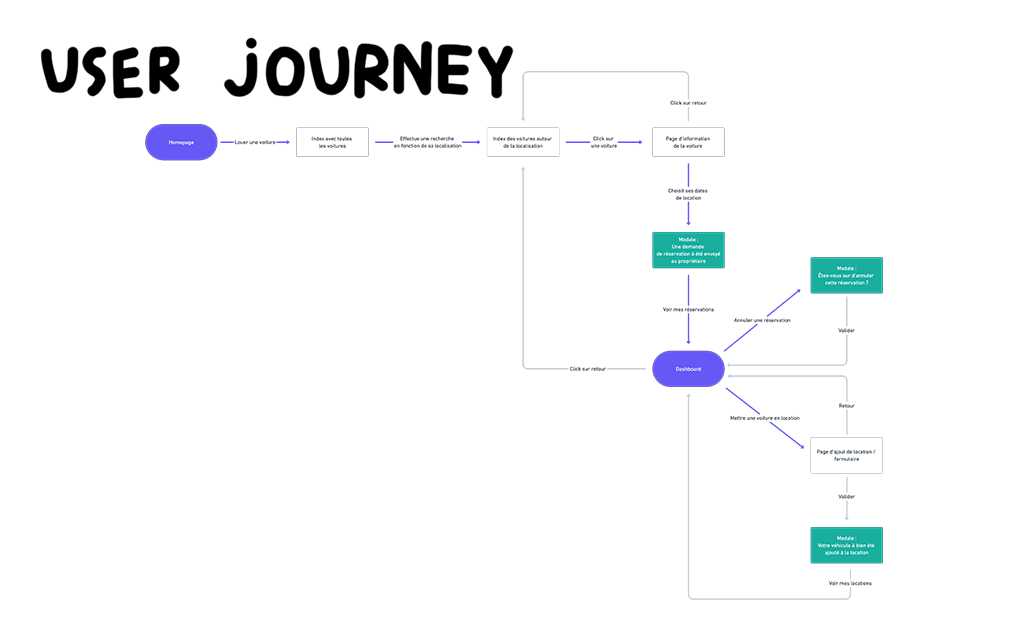 USER JOURNEY
Click sur retour
Homepage
Louer une voiture
Index avec toutes
les voitures
Effectue une recherche
en fonction de sa localisation
Index des voitures autour
de la localisation
Click sur
une voiture
Page d'information
de la voiture
Choisit ses dates
de location
Modale :
Une demande
de réservation à été envoyé
au propriétaire
Modale :
Êtes-vous sur d'annuler
cette réservation ?
Voir mes réservations
Annuler une réservation
Valider
Click sur retour
Dashboard
Retour
Mettre une voiture en location
Page d'ajout de location /
formulaire
Valider
Modale :
Votre véhicule à bien été
ajouté à la location
Voir mes locations